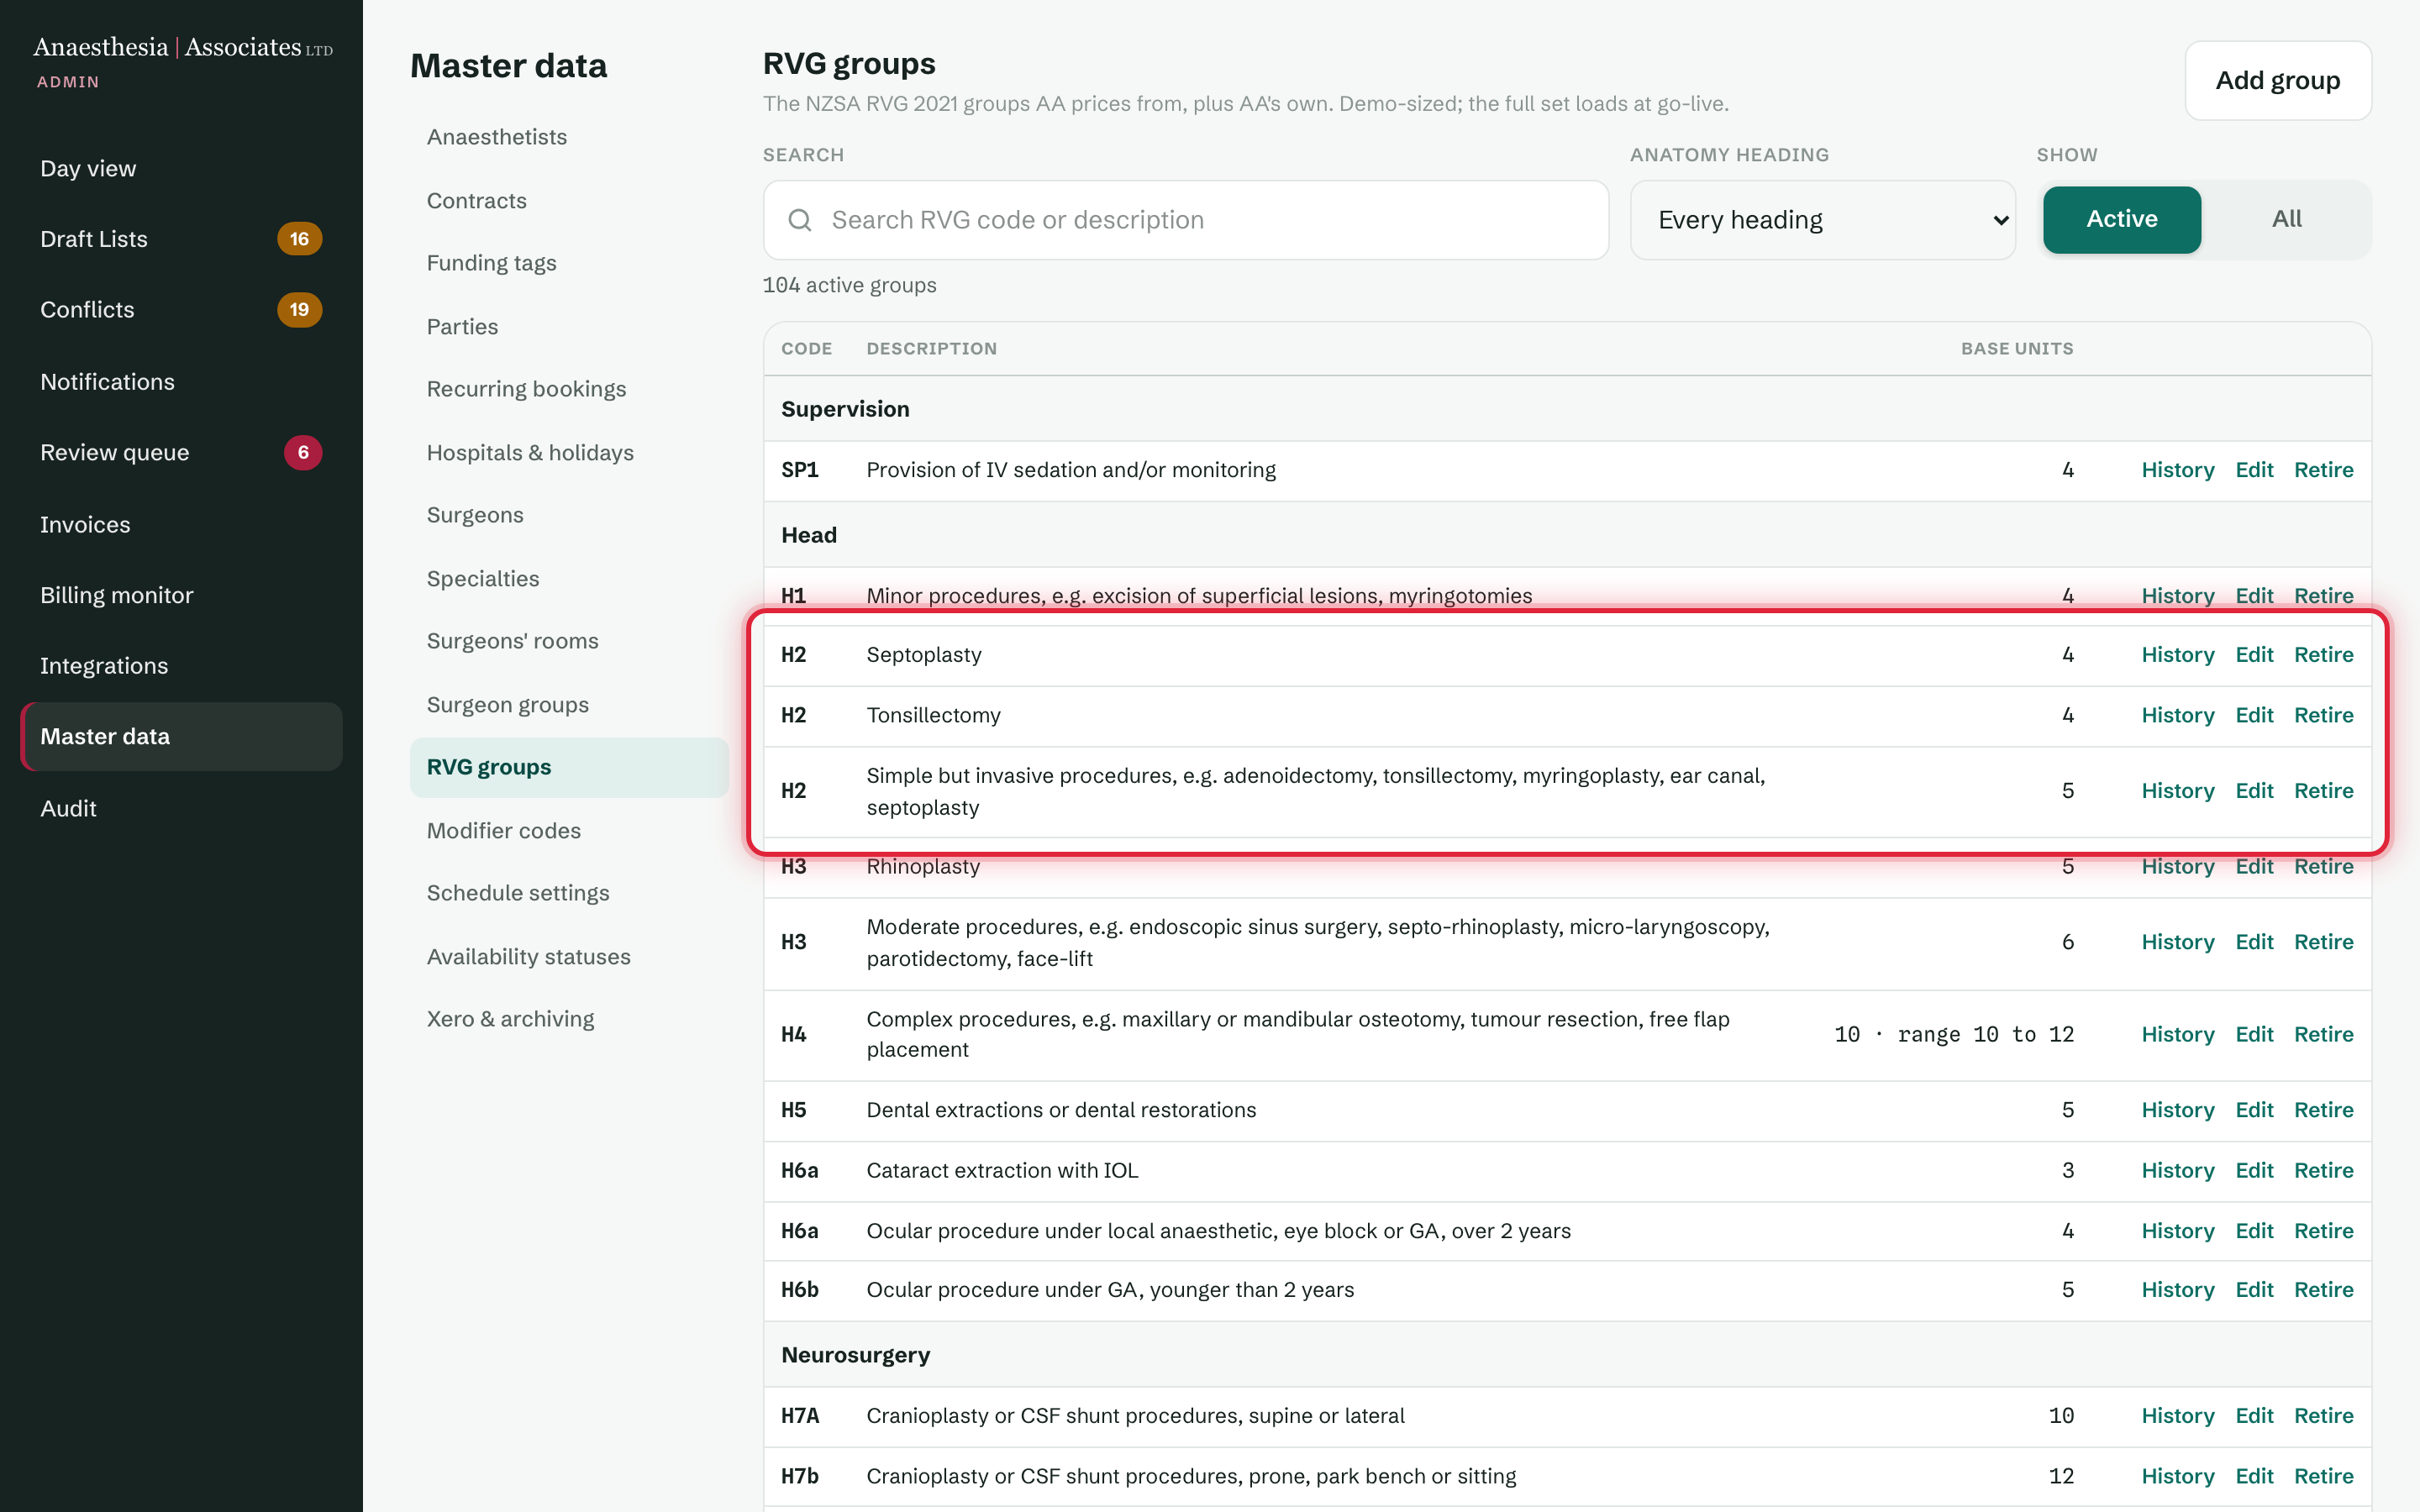 Anaesthesia | Associates LTD
ADMIN
Day view
Draft Lists 16
Conflicts 19
Notifications
Review queue 6
Invoices
Billing monitor
Integrations
Master data
Audit
Master data
Anaesthetists
Contracts
Funding tags
Parties
Recurring bookings
Hospitals & holidays
Surgeons
Specialties
Surgeons' rooms
Surgeon groups
RVG groups
Modifier codes
Schedule settings
Availability statuses
Xero & archiving
RVG groups
The NZSA RVG 2021 groups AA prices from, plus AA's own. Demo-sized; the full set loads at go-live.
Add group
SEARCH ANATOMY HEADING SHOW
Search RVG code or description Every heading Active All
104 active groups
CODE DESCRIPTION BASE UNITS
Supervision
SP1 Provision of IV sedation and/or monitoring 4 History Edit Retire
Head
H1 Minor procedures, e.g. excision of superficial lesions, myringotomies 4 History Edit Retire
H2 Septoplasty 4 History Edit Retire
H2 Tonsillectomy 4 History Edit Retire
H2 Simple but invasive procedures, e.g. adenoidectomy, tonsillectomy, myringoplasty, ear canal,
septoplasty 5 History Edit Retire
H3 Rhinoplasty 5 History Edit Retire
H3 Moderate procedures, e.g. endoscopic sinus surgery, septo-rhinoplasty, micro-laryngoscopy,
parotidectomy, face-lift 6 History Edit Retire
H4 Complex procedures, e.g. maxillary or mandibular osteotomy, tumour resection, free flap
placement 10 · range 10 to 12 History Edit Retire
H5 Dental extractions or dental restorations 5 History Edit Retire
H6a Cataract extraction with IOL 3 History Edit Retire
H6a Ocular procedure under local anaesthetic, eye block or GA, over 2 years 4 History Edit Retire
H6b Ocular procedure under GA, younger than 2 years 5 History Edit Retire
Neurosurgery
H7A Cranioplasty or CSF shunt procedures, supine or lateral 10 History Edit Retire
H7b Cranioplasty or CSF shunt procedures, prone, park bench or sitting 12 History Edit Retire